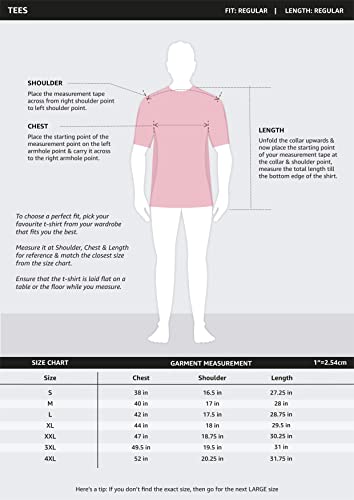 TEES
FIT: REGULAR | LENGTH: REGULAR
SHOULDER
Place the measurement tape
across from right shoulder point
to left shoulder point
CHEST
Place the starting point of the
measurement point on the left
armhole point & carry it across
to the right armhole point.
LENGTH
Unfold the collar upwards &
now place the starting point
of your measurement tape at
the collar & shoulder point,
measure the total length till
the bottom edge of the shirt.
To choose a perfect fit, pick your
favourite t-shirt from your wardrobe
that fits you the best.
Measure it at Shoulder, Chest & Length
for reference & match the closest size
from the size chart.
Ensure that the t-shirt is laid flat on a
table or the floor while you measure.
SIZE CHART GARMENT MEASUREMENT 1"=2.54cm
Size Chest Shoulder Length
S 38 in 16.5 in 27.25 in
M 40 in 17 in 28 in
L 42 in 17.5 in 28.75 in
XL 44 in 18 in 29.5 in
XXL 47 in 18.75 in 30.25 in
3XL 49.5 in 19.5 in 31 in
4XL 52 in 20.25 in 31.75 in
Here's a tip: If you don't find the exact size, then go for the next LARGE size